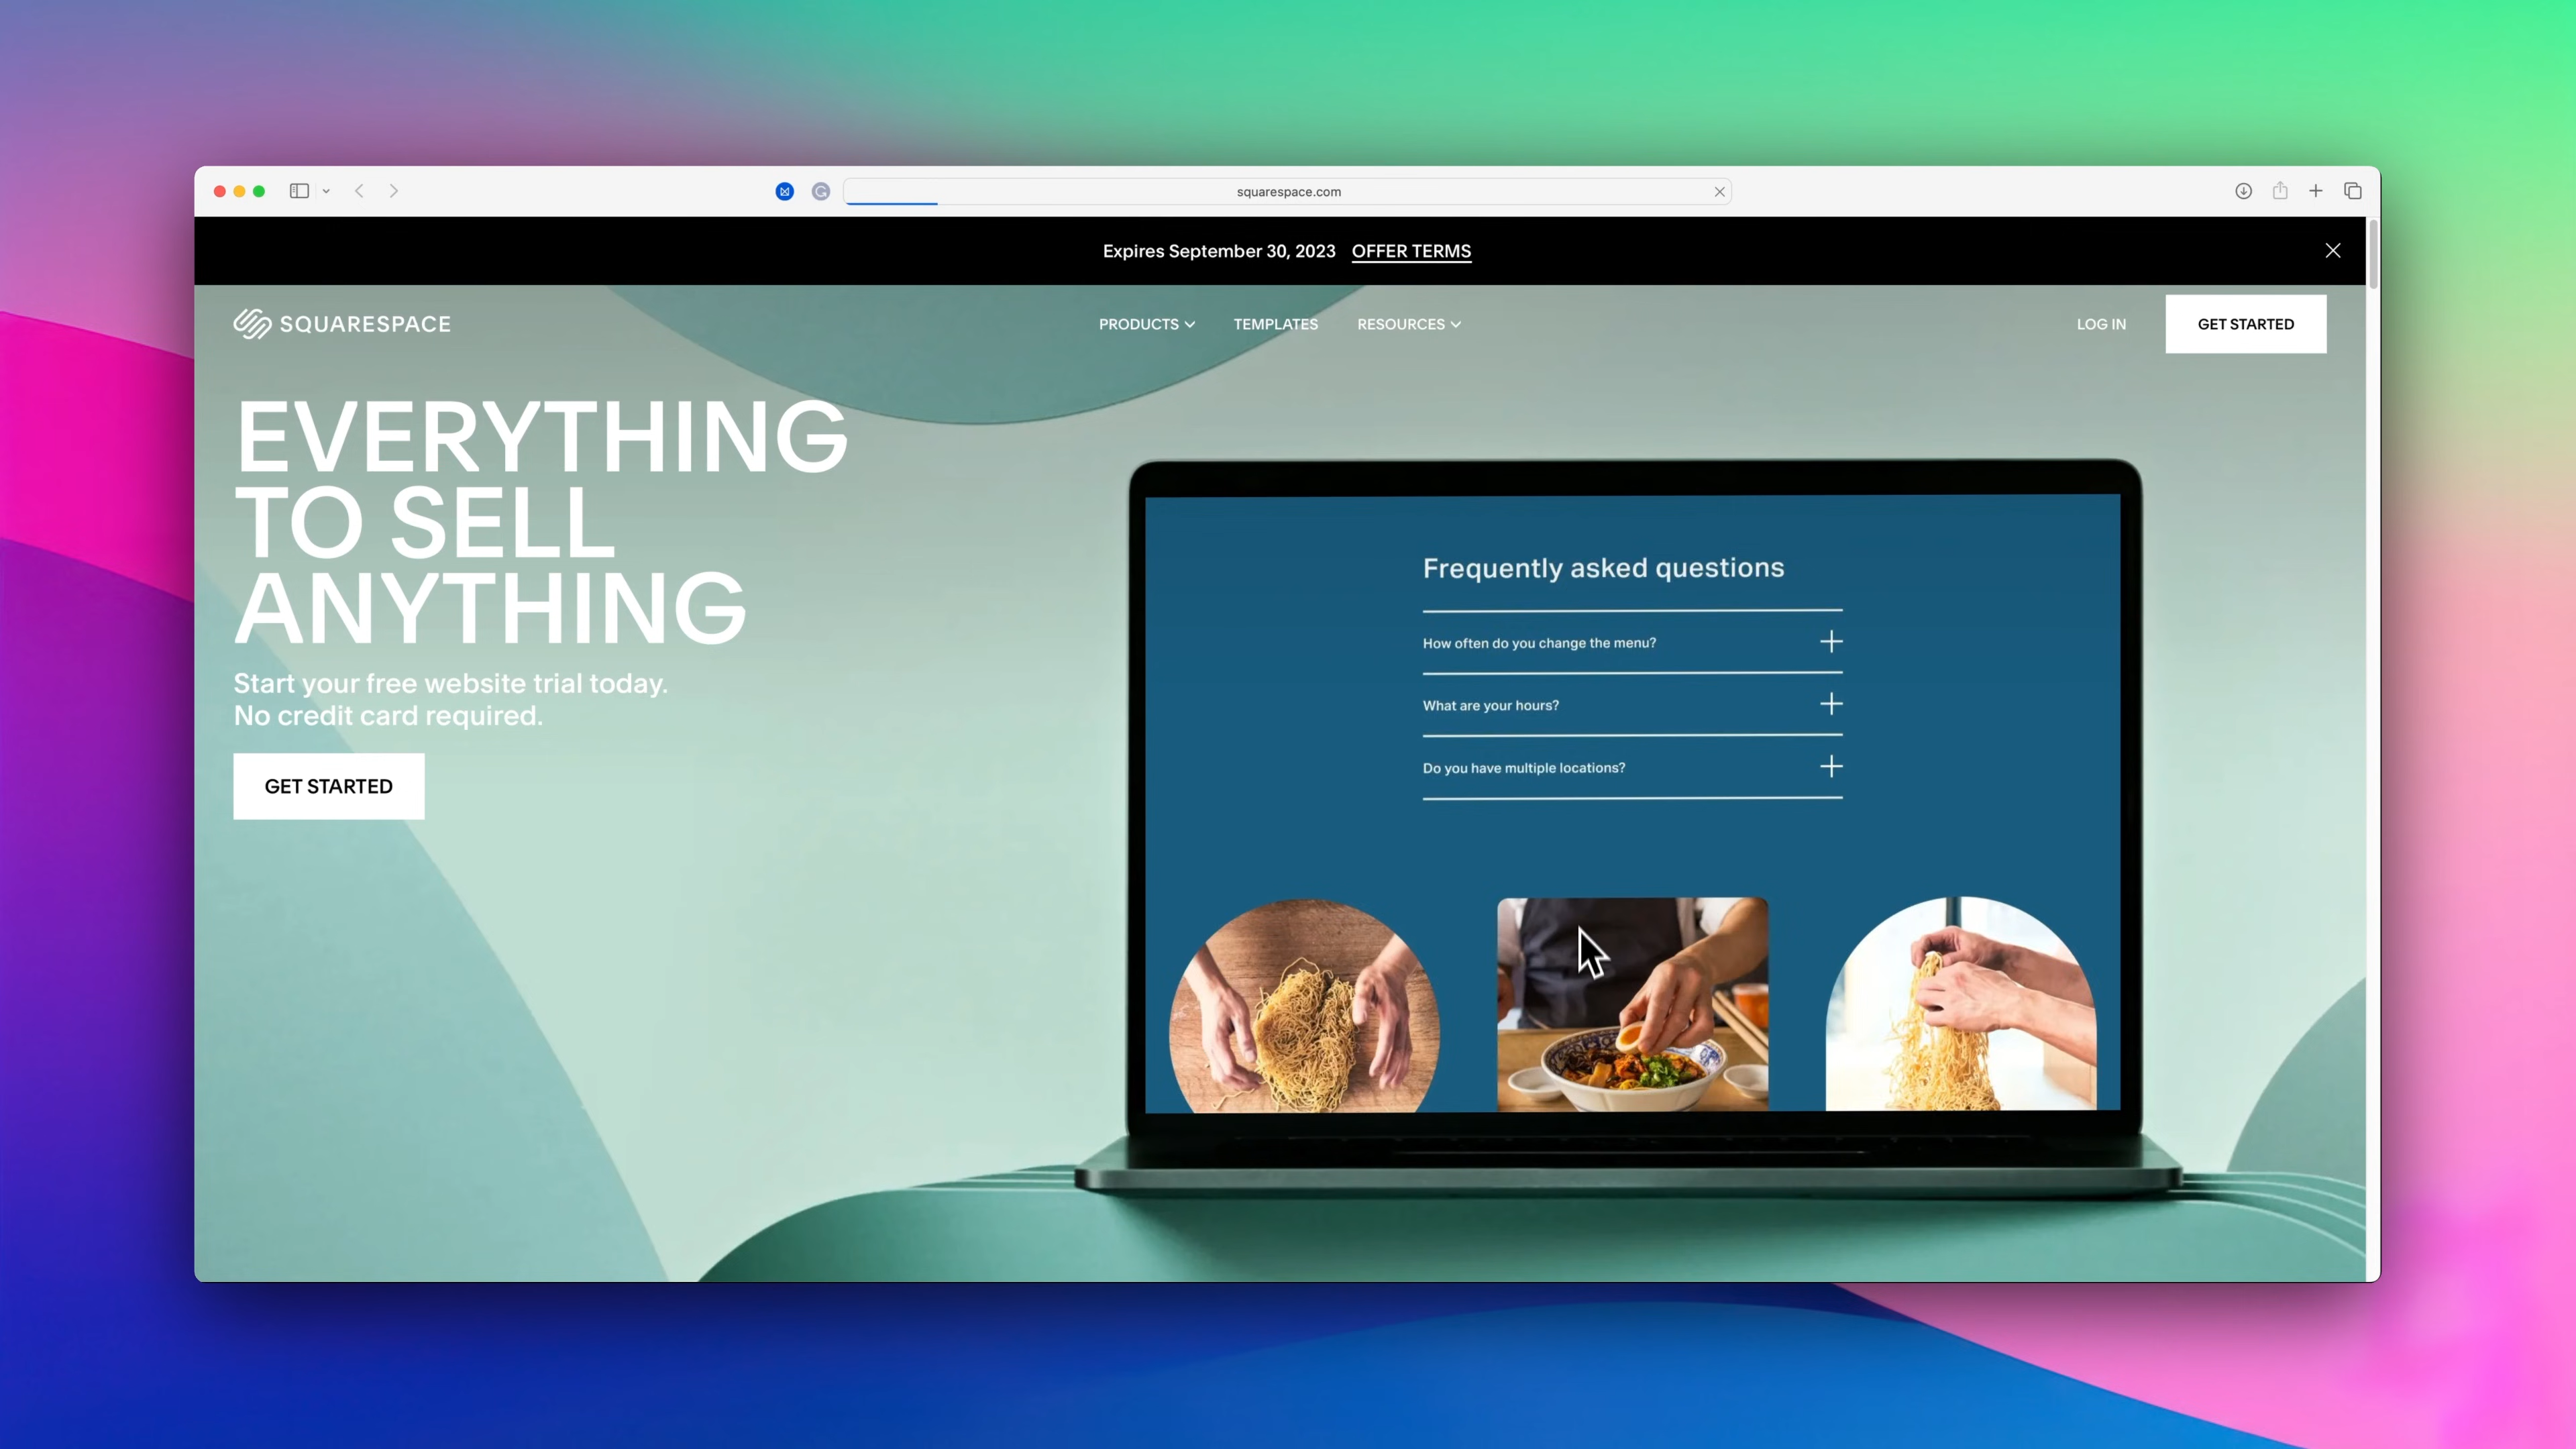 squarespace.com
Expires September 30, 2023 OFFER TERMS
SQUARESPACE
PRODUCTS
TEMPLATES
RESOURCES
LOG IN
GET STARTED
EVERYTHING
TO SELL
ANYTHING
Start your free website trial today.
No credit card required.
GET STARTED
Frequently asked questions
How often do you change the menu?
What are your hours?
Do you have multiple locations?